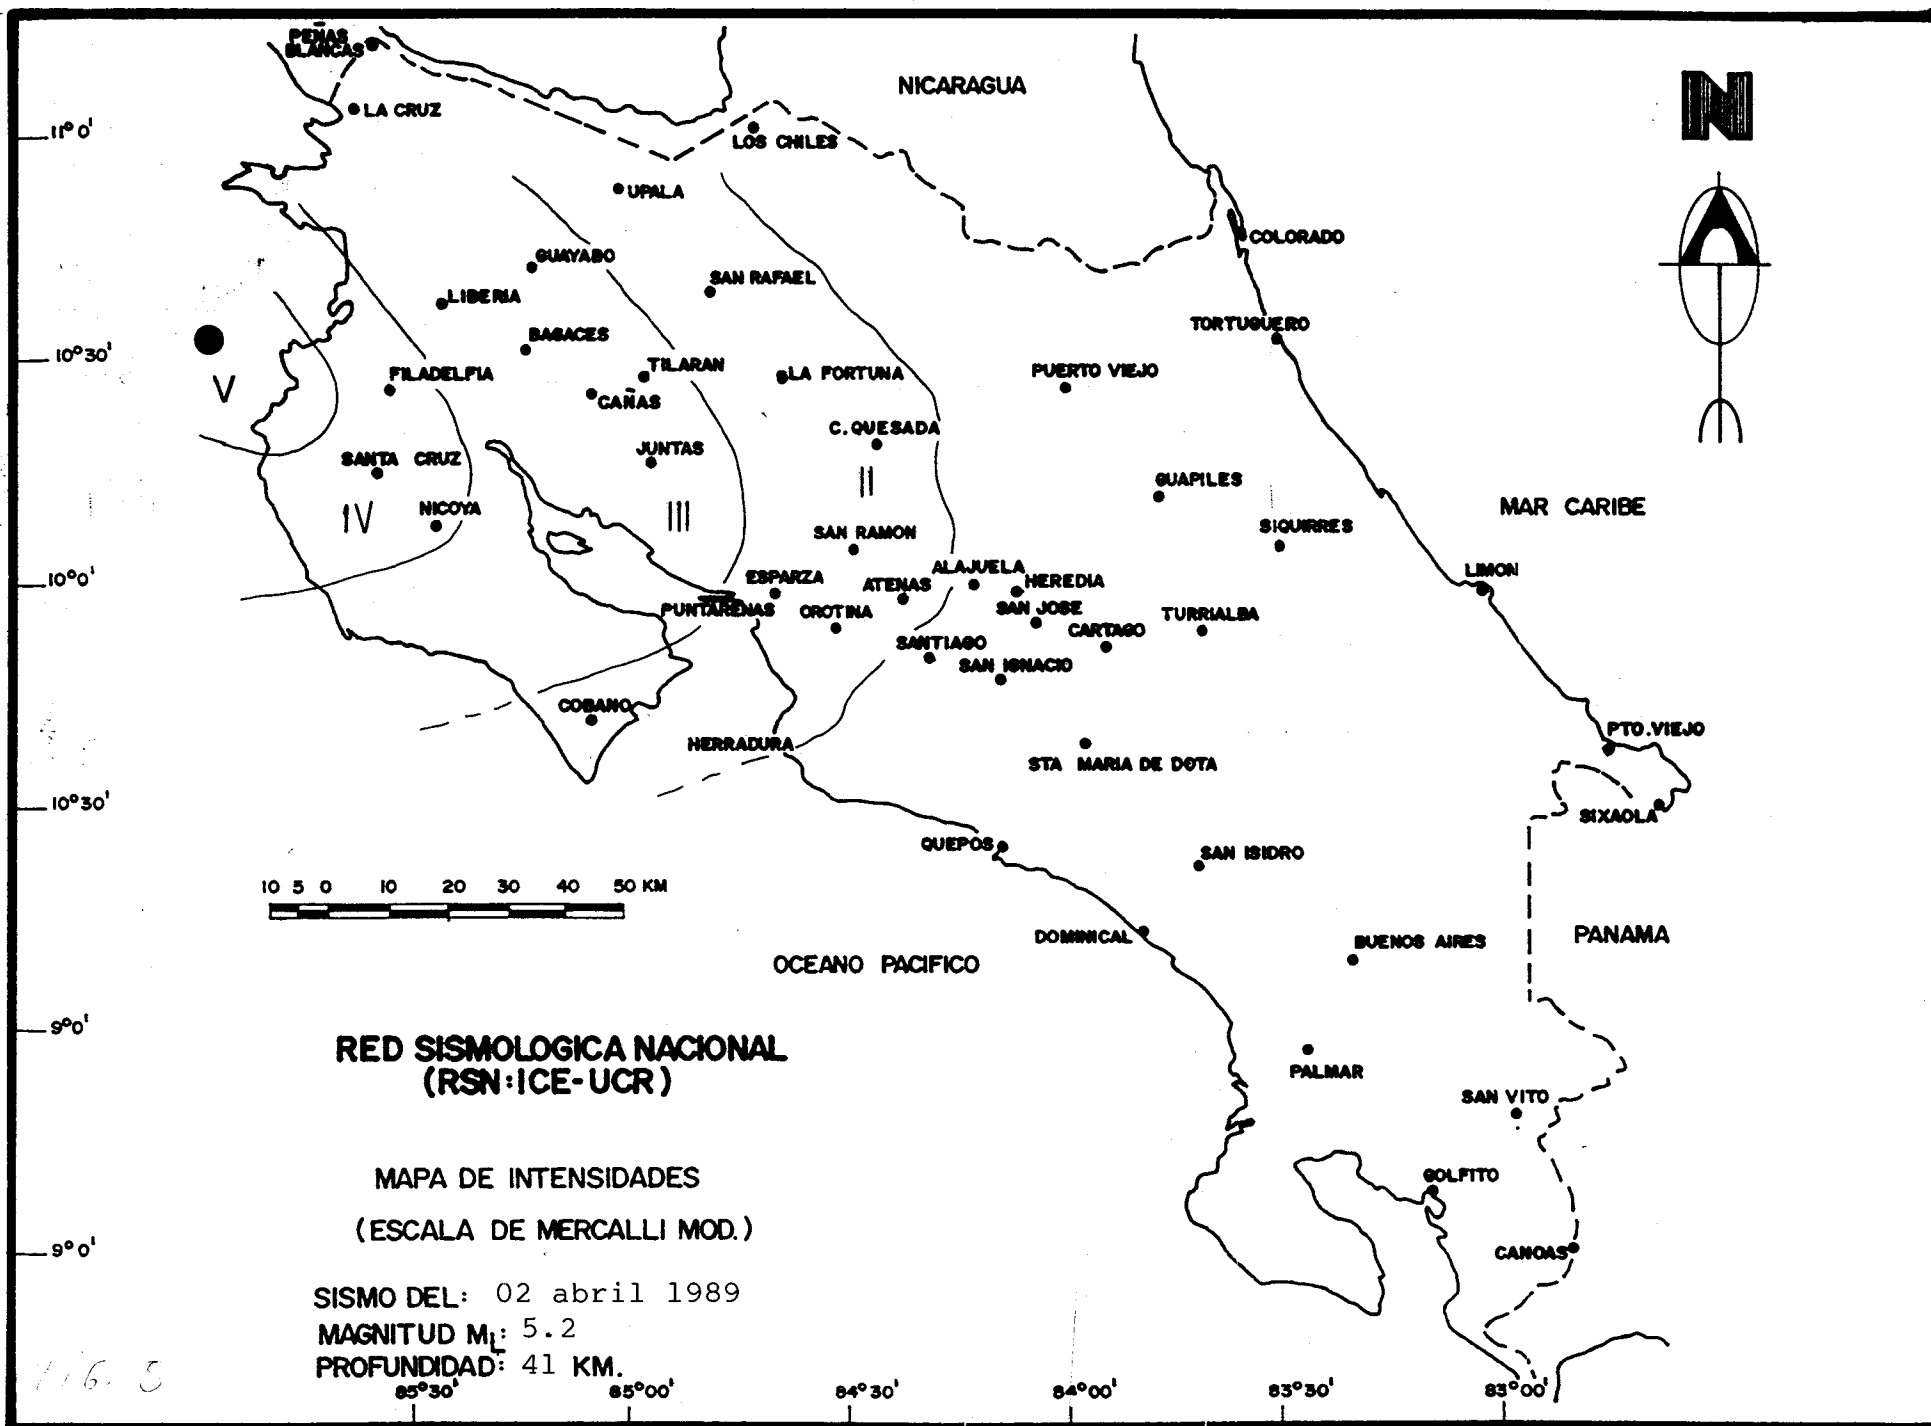 PEÑAS
BLANCAS
LA CRUZ
NICARAGUA
N
11°0'
LOS CHILES
UPALA
COLORADO
GUAYABO
SAN RAFAEL
LIBERIA
TORTUGUERO
BAGACES
10°30'
V
FILADELFIA
TILARAN
CAÑAS
LA FORTUNA
PUERTO VIEJO
C. QUESADA
JUNTAS
SANTA CRUZ
II
GUAPILES
IV
NICOYA
III
SAN RAMON
SIQUIRRES
MAR CARIBE
10°0'
ESPARZA
ATENAS
ALAJUELA
HEREDIA
LIMON
PUNTARENAS
OROTINA
SAN JOSE
CARTAGO
TURRIALBA
SANTIAGO
SAN IGNACIO
COBANO
HERRADURA
STA MARIA DE DOTA
PTO. VIEJO
10°30'
SIXAOLA
QUEPOS
SAN ISIDRO
10 5 0 10 20 30 40 50 KM
DOMINICAL
BUENOS AIRES
PANAMA
OCEANO PACIFICO
9°0'
RED SISMOLOGICA NACIONAL
(RSN:ICE-UCR)
PALMAR
SAN VITO
MAPA DE INTENSIDADES
GOLFITO
(ESCALA DE MERCALLI MOD.)
9°0'
CANOAS
SISMO DEL: 02 abril 1989
MAGNITUD ML: 5.2
PROFUNDIDAD: 41 KM.
85°30' 85°00' 84°30' 84°00' 83°30' 83°00'